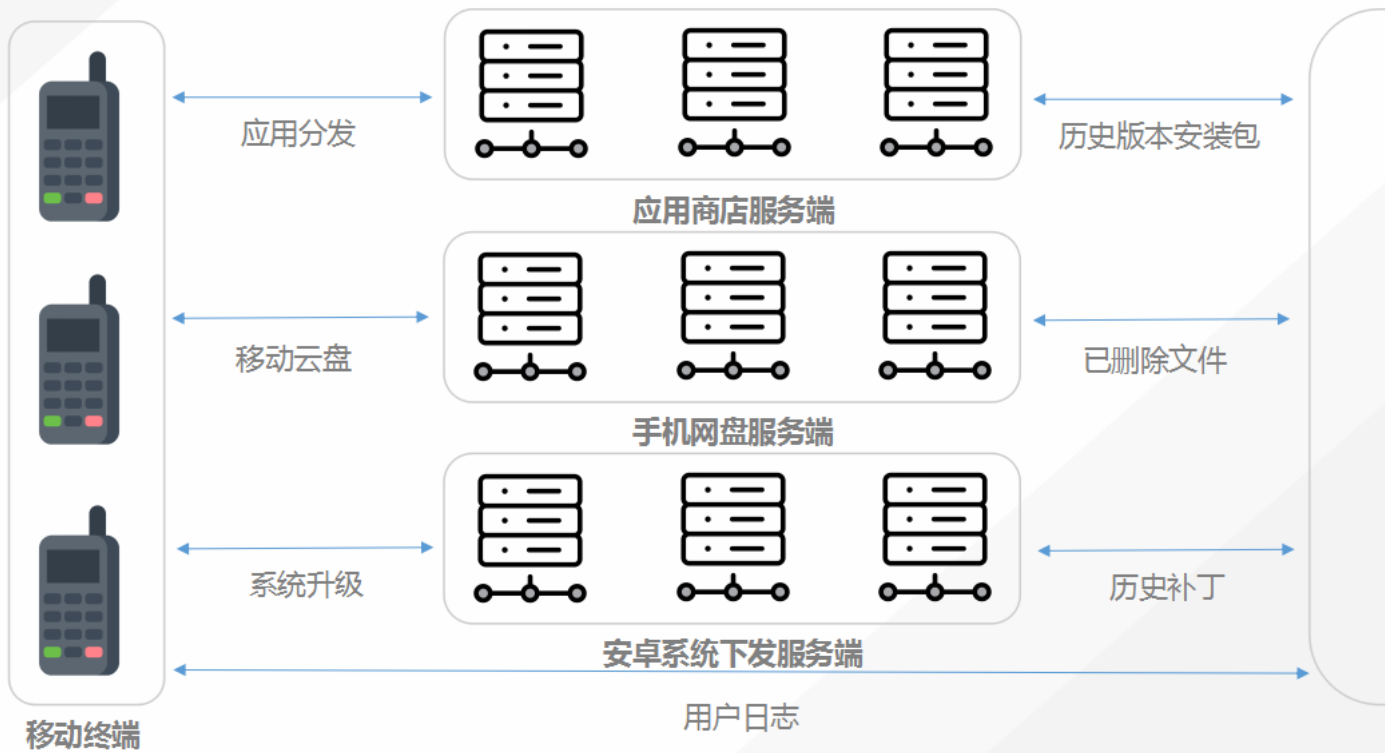 应用分发
历史版本安装包
应用商店服务端
移动云盘
已删除文件
手机网盘服务端
系统升级
历史补丁
安卓系统下发服务端
用户日志
移动终端